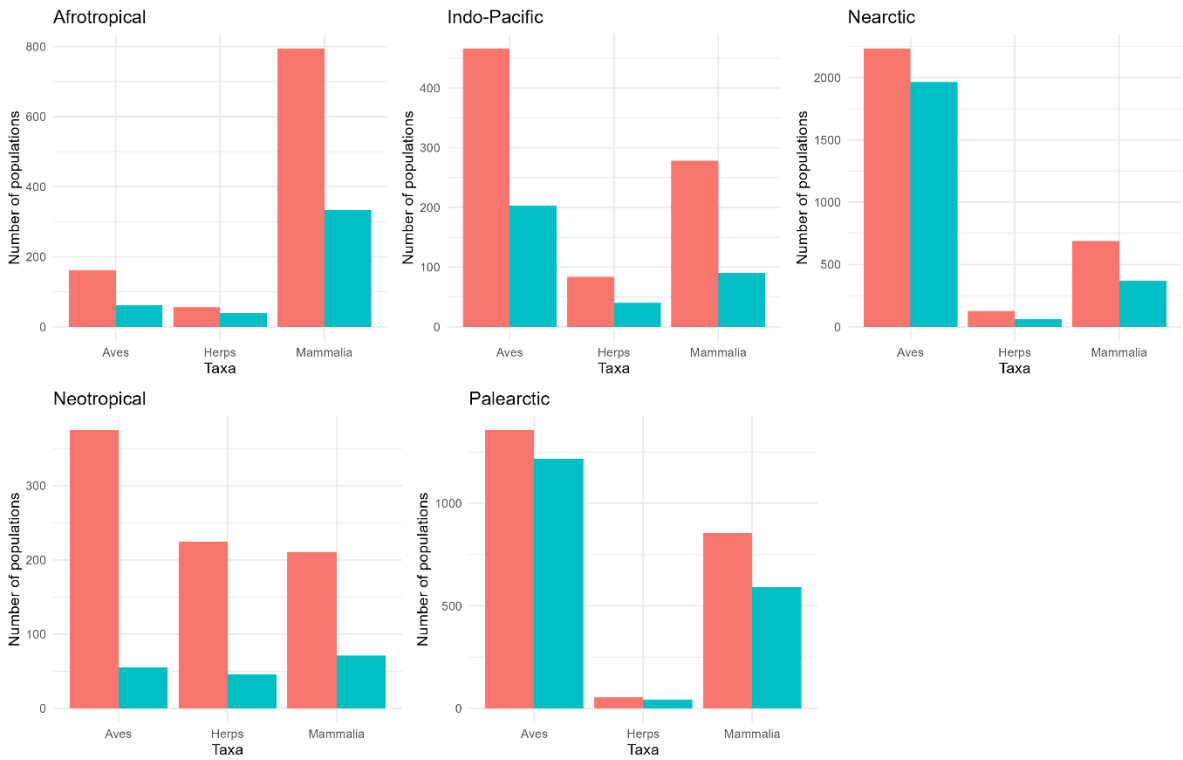 Afrotropical
Number of populations
800
600
400
200
0
Aves Herps Mammalia
Taxa
Indo-Pacific
Number of populations
400
300
200
100
0
Aves Herps Mammalia
Taxa
Nearctic
Number of populations
2000
1500
1000
500
0
Aves Herps Mammalia
Taxa
Neotropical
Number of populations
300
200
100
0
Aves Herps Mammalia
Taxa
Palearctic
Number of populations
1000
500
0
Aves Herps Mammalia
Taxa